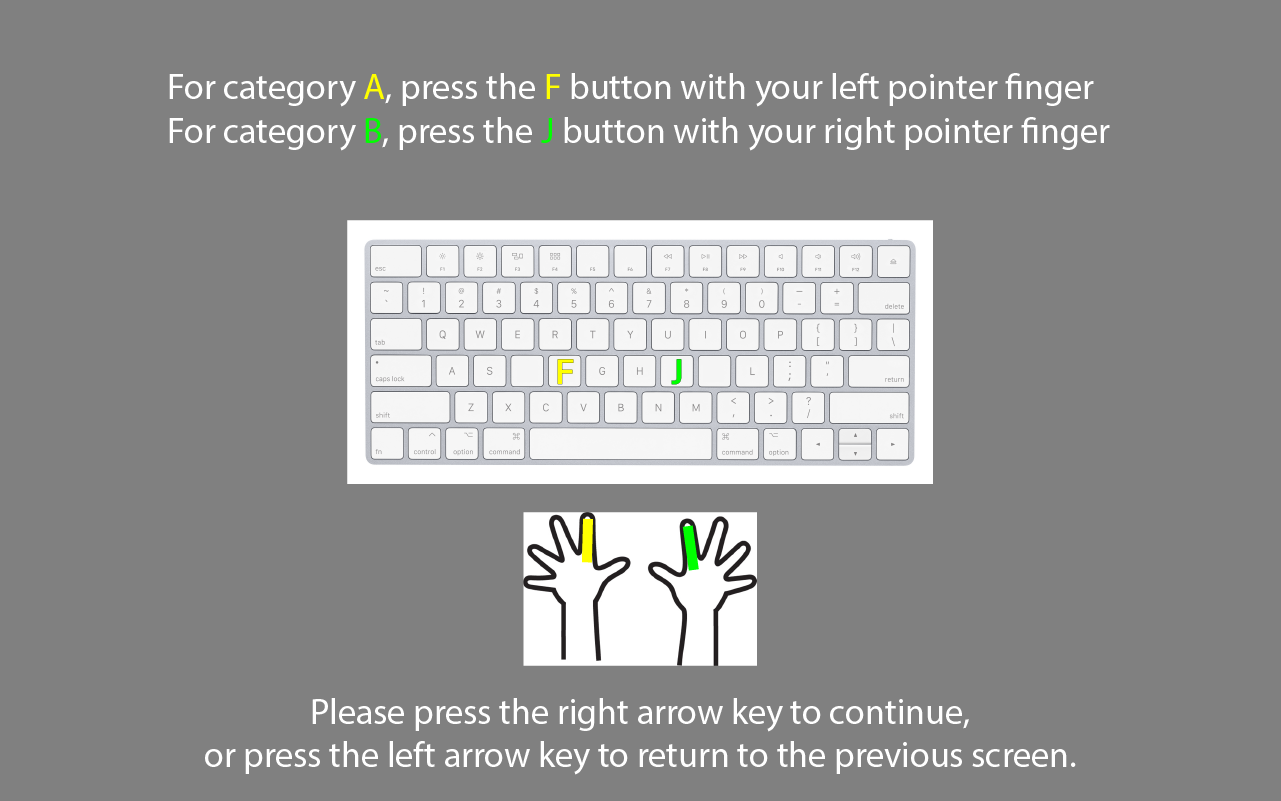 For category A, press the F button with your left pointer finger
For category B, press the J button with your right pointer finger
esc F1 F2 F3 F4 F5 F6 F7 F8 F9 F10 F11 F12
~ ! @ # $ % ^ & * ( ) — +
` 1 2 3 4 5 6 7 8 9 0 - = delete
tab Q W E R T Y U I O P { [ } ] | \
caps lock A S F G H J L : ; " ' return
shift Z X C V B N M < , > . ? / shift
fn control option command command option
Please press the right arrow key to continue,
or press the left arrow key to return to the previous screen.